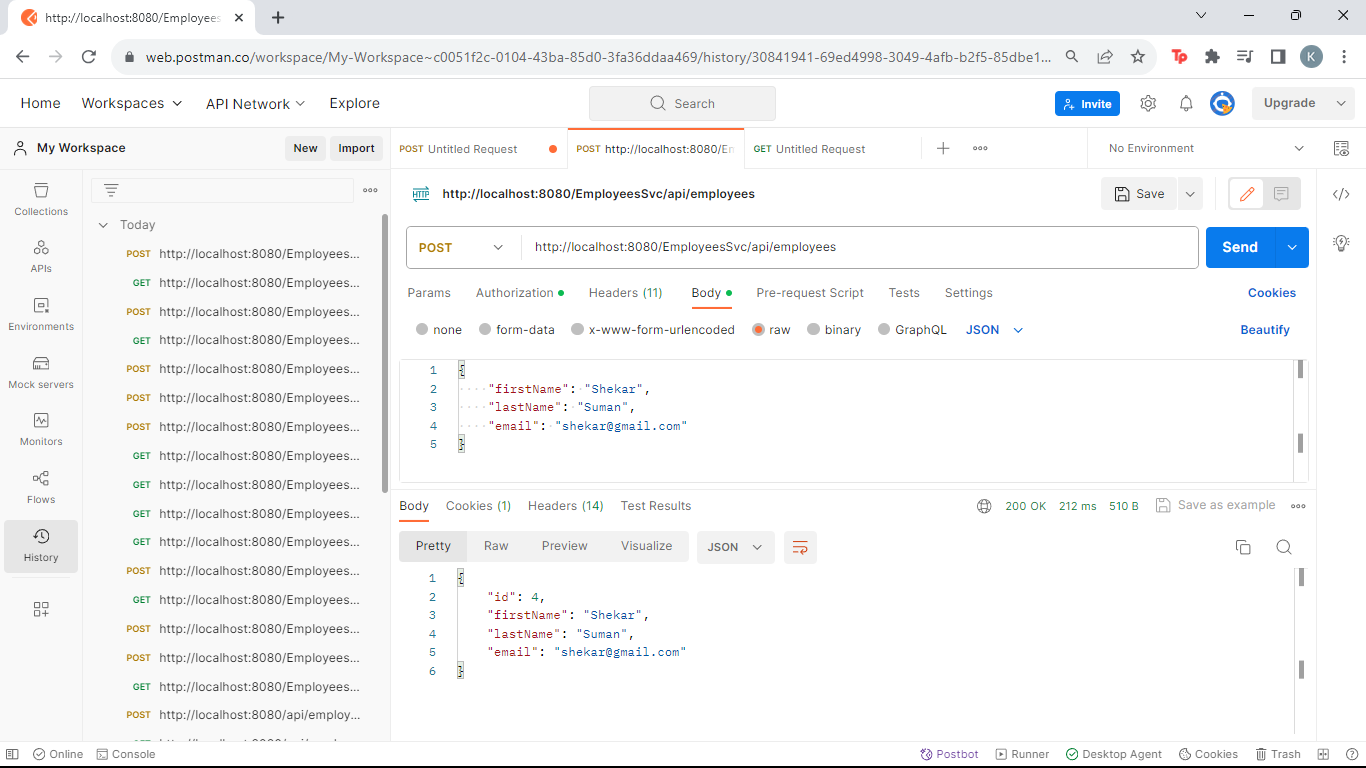 http://localhost:8080/Employees
web.postman.co/workspace/My-Workspace~c0051f2c-0104-43ba-85d0-3fa36ddaa469/history/30841941-69ed4998-3049-4afb-b2f5-85dbe1...
K
Home Workspaces API Network Explore Search Invite Upgrade
My Workspace New Import
POST Untitled Request POST http://localhost:8080/En GET Untitled Request No Environment
Collections
APIs
Environments
Mock servers
Monitors
Flows
History
Today
POST http://localhost:8080/Employees...
GET http://localhost:8080/Employees...
POST http://localhost:8080/Employees...
GET http://localhost:8080/Employees...
POST http://localhost:8080/Employees...
POST http://localhost:8080/Employees...
POST http://localhost:8080/Employees...
GET http://localhost:8080/Employees...
GET http://localhost:8080/Employees...
GET http://localhost:8080/Employees...
GET http://localhost:8080/Employees...
POST http://localhost:8080/Employees...
GET http://localhost:8080/Employees...
POST http://localhost:8080/Employees...
POST http://localhost:8080/Employees...
GET http://localhost:8080/Employees...
POST http://localhost:8080/api/employ...
HTTP http://localhost:8080/EmployeesSvc/api/employees Save
POST http://localhost:8080/EmployeesSvc/api/employees Send
Params Authorization Headers (11) Body Pre-request Script Tests Settings Cookies
none form-data x-www-form-urlencoded raw binary GraphQL JSON Beautify
1 {
2 "firstName": "Shekar",
3 "lastName": "Suman",
4 "email": "shekar@gmail.com"
5 }
Body Cookies (1) Headers (14) Test Results 200 OK 212 ms 510 B Save as example
Pretty Raw Preview Visualize JSON
1 {
2 "id": 4,
3 "firstName": "Shekar",
4 "lastName": "Suman",
5 "email": "shekar@gmail.com"
6 }
Online Console Postbot Runner Desktop Agent Cookies Trash